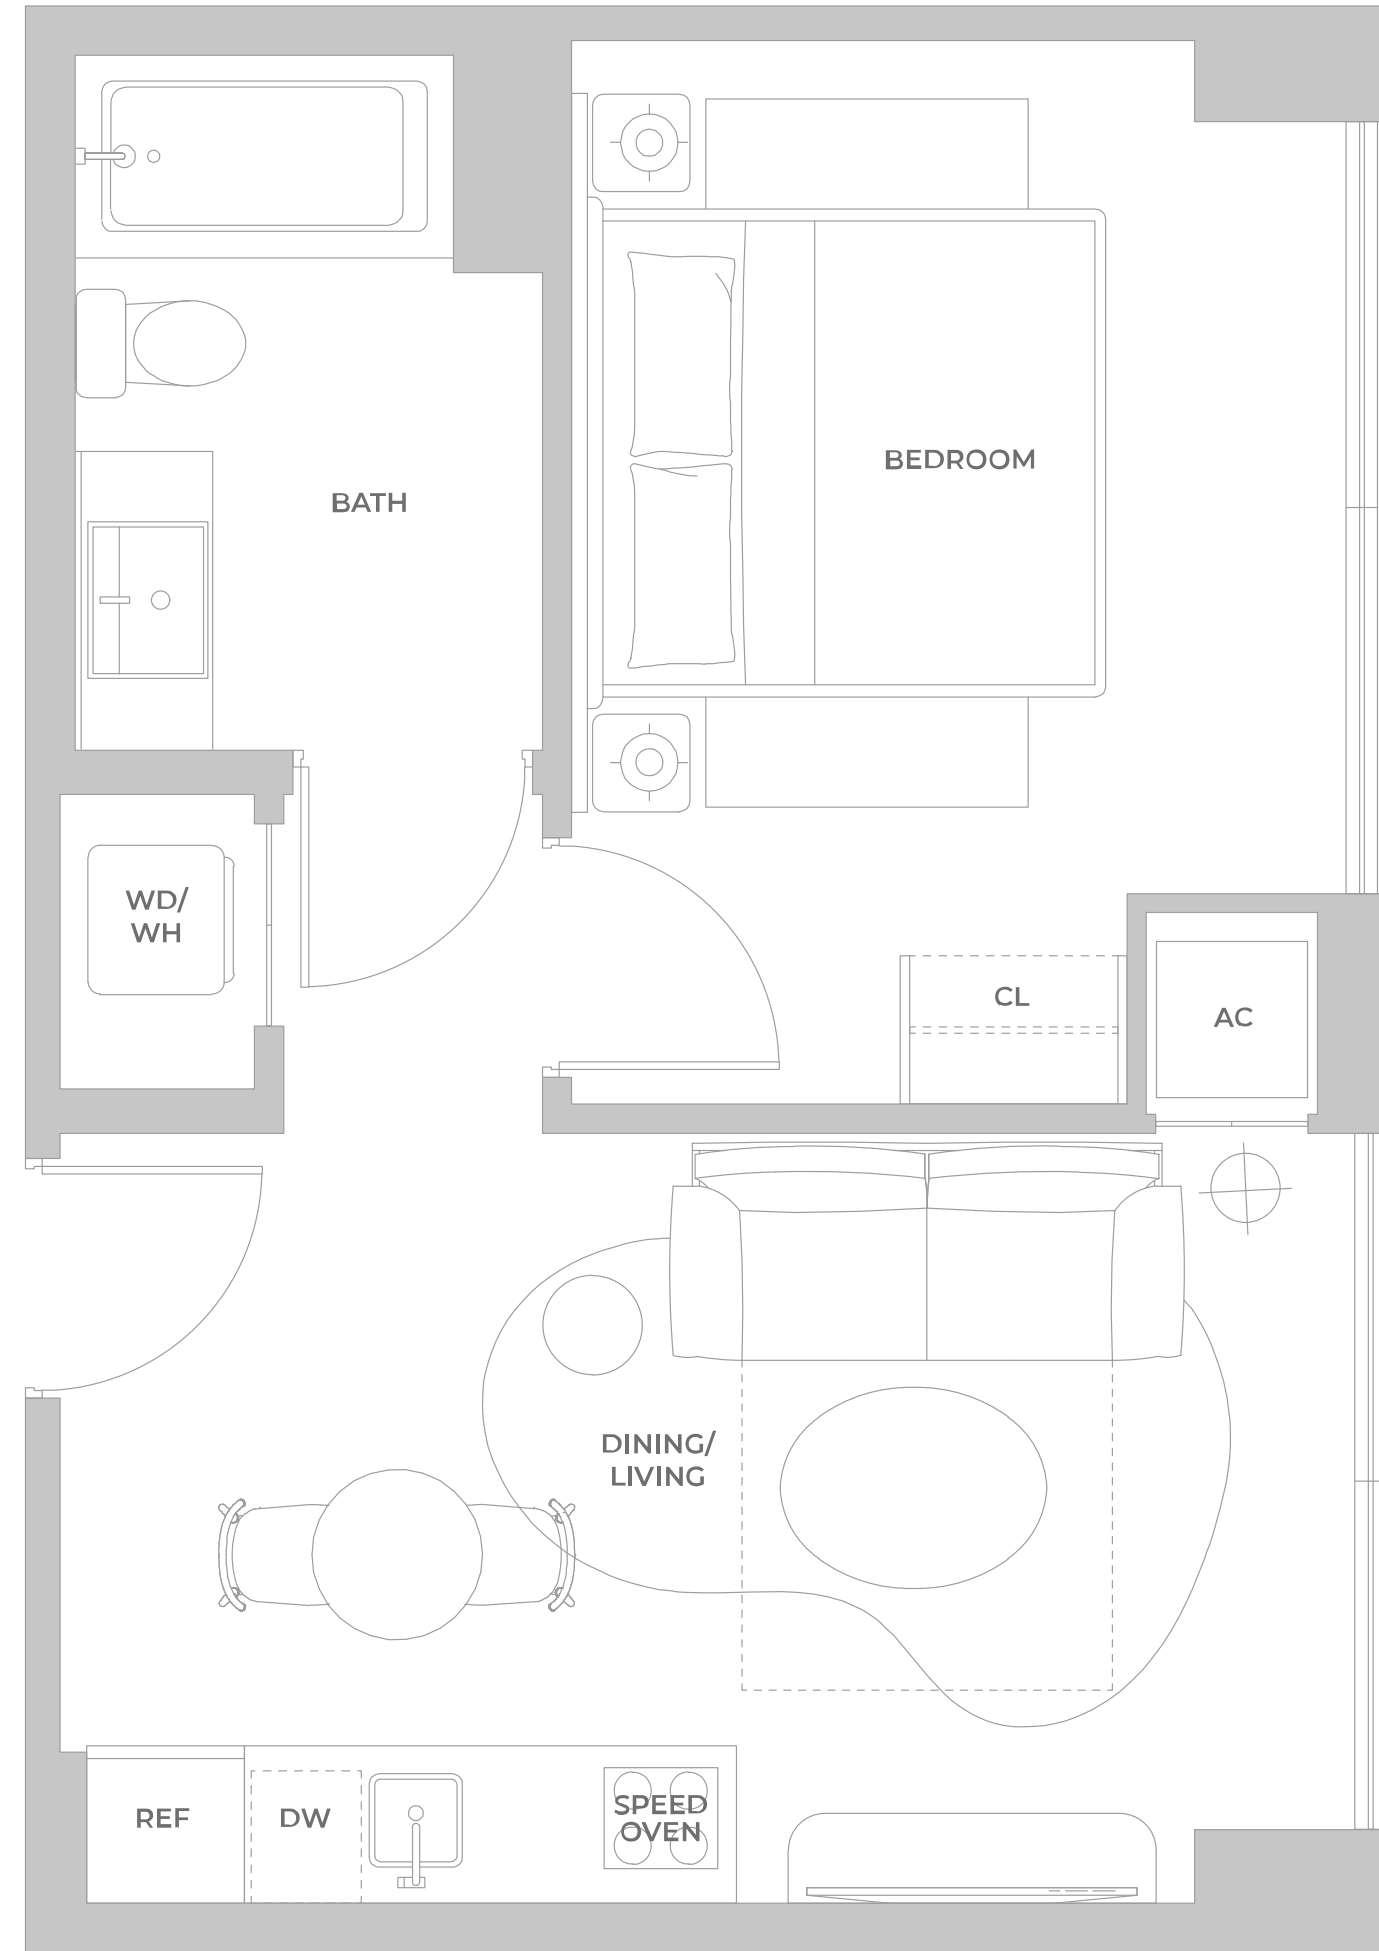 BEDROOM
BATH
WD/
WH
CL
AC
DINING/
LIVING
REF
DW
SPEED
OVEN